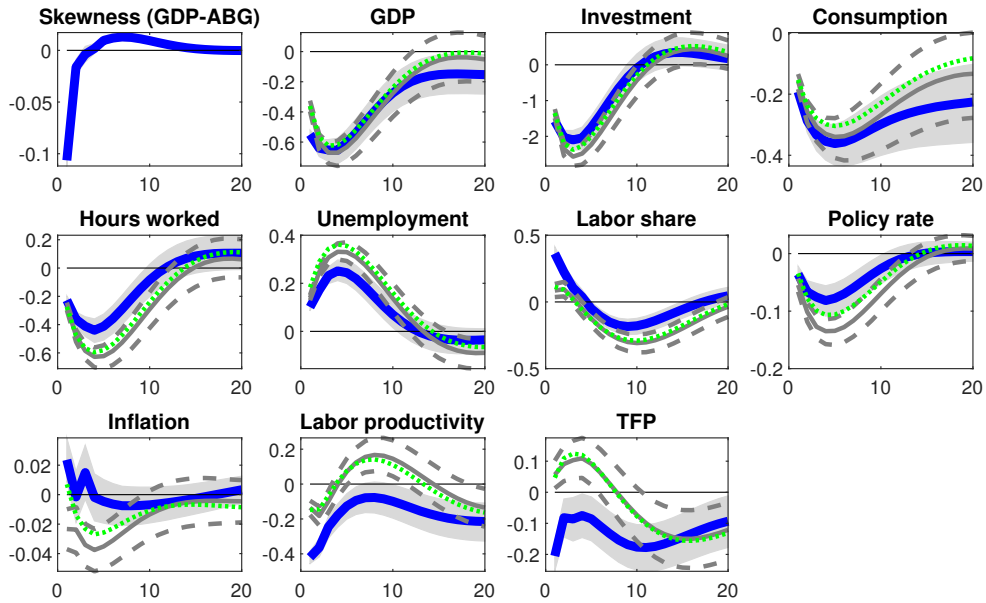 Skewness (GDP-ABG) GDP Investment Consumption
0 0 0 0
-0.05 -0.2 -1 -0.2
-0.1 -0.4 -2 -0.4
-0.6
0 10 20 0 10 20 0 10 20 0 10 20
Hours worked Unemployment Labor share Policy rate
0.2 0.4 0.5 0
0 0.2 0 -0.1
-0.2 0 -0.5 -0.2
-0.4
-0.6
0 10 20 0 10 20 0 10 20 0 10 20
Inflation Labor productivity TFP
0.02 0.2 0.1
0 0 0
-0.02 -0.2 -0.1
-0.04 -0.4 -0.2
0 10 20 0 10 20 0 10 20